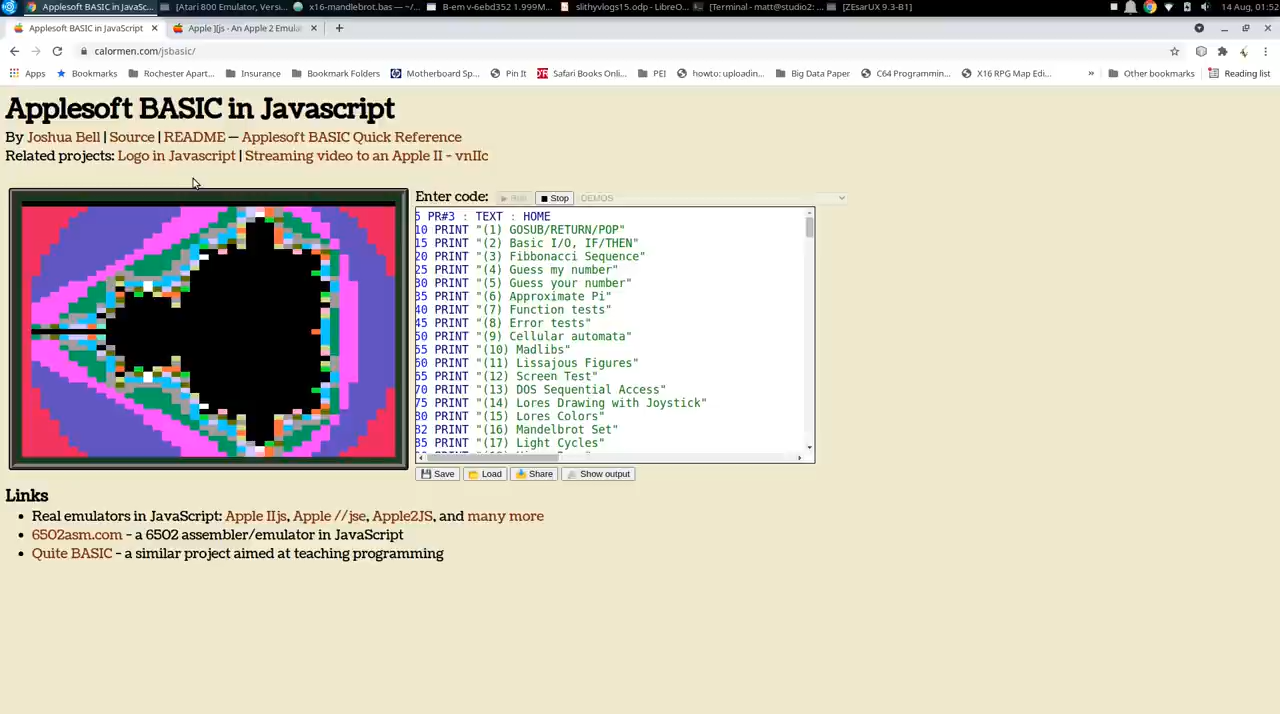 Applesoft BASIC in JavaSc...
[Atari 800 Emulator, Versi...
x16-mandlebrot.bas — ~/...
B-em v-6ebd352 1.999M...
slithyvlogs15.odp - LibreO...
[Terminal - matt@studio2: ...
[ZEsarUX 9.3-B1]
14 Aug, 01:52
Applesoft BASIC in JavaScript
Apple ][js - An Apple 2 Emula
calormen.com/jsbasic/
Apps
Bookmarks
Rochester Apart...
Insurance
Bookmark Folders
Motherboard Sp...
Pin It
Safari Books Onli...
PEI
howto: uploadin...
Big Data Paper
C64 Programmin...
X16 RPG Map Edi...
»
Other bookmarks
Reading list
Applesoft BASIC in Javascript
By Joshua Bell | Source | README — Applesoft BASIC Quick Reference
Related projects: Logo in Javascript | Streaming video to an Apple II - vnIIc
Enter code:
Run
Stop
DEMOS
5 PR#3 : TEXT : HOME
10 PRINT "(1) GOSUB/RETURN/POP"
15 PRINT "(2) Basic I/O, IF/THEN"
20 PRINT "(3) Fibbonacci Sequence"
25 PRINT "(4) Guess my number"
30 PRINT "(5) Guess your number"
35 PRINT "(6) Approximate Pi"
40 PRINT "(7) Function tests"
45 PRINT "(8) Error tests"
50 PRINT "(9) Cellular automata"
55 PRINT "(10) Madlibs"
60 PRINT "(11) Lissajous Figures"
65 PRINT "(12) Screen Test"
70 PRINT "(13) DOS Sequential Access"
75 PRINT "(14) Lores Drawing with Joystick"
80 PRINT "(15) Lores Colors"
82 PRINT "(16) Mandelbrot Set"
85 PRINT "(17) Light Cycles"
Save
Load
Share
Show output
Links
• Real emulators in JavaScript: Apple IIjs, Apple //jse, Apple2JS, and many more
• 6502asm.com - a 6502 assembler/emulator in JavaScript
• Quite BASIC - a similar project aimed at teaching programming